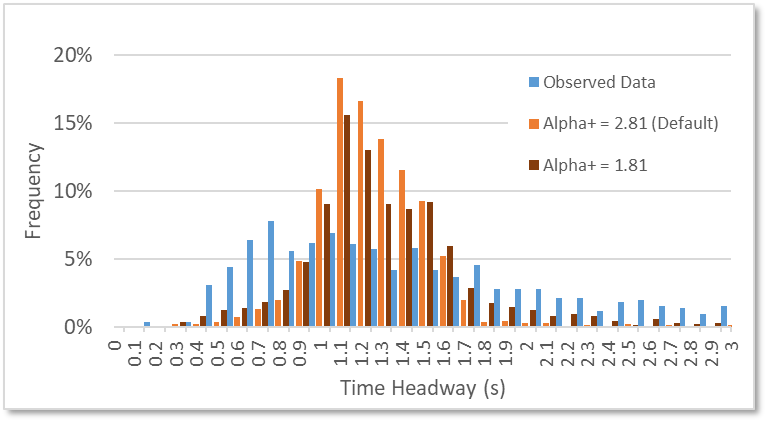 20%
15%
10%
5%
0%
Frequency
Observed Data
Alpha+ = 2.81 (Default)
Alpha+ = 1.81
0 0.1 0.2 0.3 0.4 0.5 0.6 0.7 0.8 0.9 1 1.1 1.2 1.3 1.4 1.5 1.6 1.7 1.8 1.9 2 2.1 2.2 2.3 2.4 2.5 2.6 2.7 2.8 2.9 3
Time Headway (s)